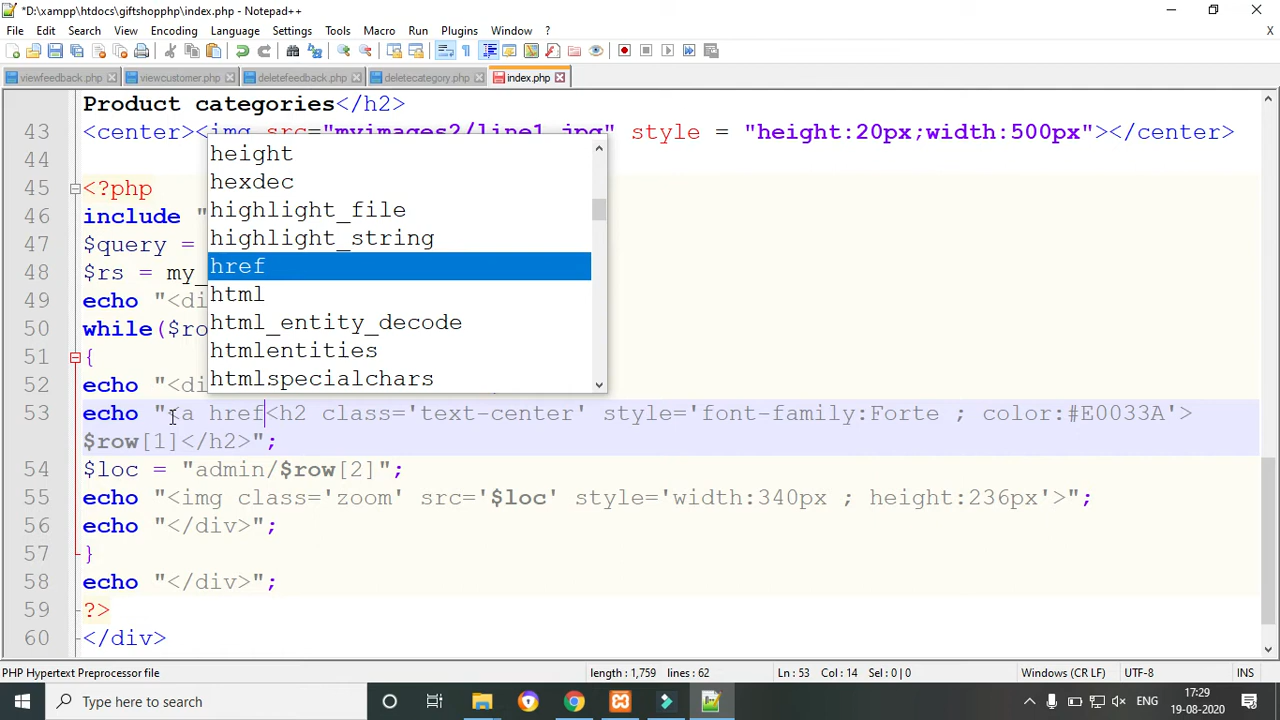 *D:\xampp\htdocs\giftshopphp\index.php - Notepad++
File Edit Search View Encoding Language Settings Tools Macro Run Plugins Window ?
X
viewfeedback.php viewcustomer.php deletefeedback.php deletecategory.php index.php
Product categories</h2>
43 <center><img src="myimages2/line1.jpg" style = "height:20px;width:500px"></center>
44
45 <?php
46 include "
47 $query =
48 $rs = my_
49 echo "<di
50 while($ro
51 {
52 echo "<di
53 echo "<a href<h2 class='text-center' style='font-family:Forte ; color:#E0033A'>
$row[1]</h2>";
54 $loc = "admin/$row[2]";
55 echo "<img class='zoom' src='$loc' style='width:340px ; height:236px'>";
56 echo "</div>";
57 }
58 echo "</div>";
59 ?>
60 </div>
height
hexdec
highlight_file
highlight_string
href
html
html_entity_decode
htmlentities
htmlspecialchars
PHP Hypertext Preprocessor file length : 1,759 lines : 62 Ln : 53 Col : 14 Sel : 0 | 0 Windows (CR LF) UTF-8 INS
Type here to search
ENG
17:29
19-08-2020